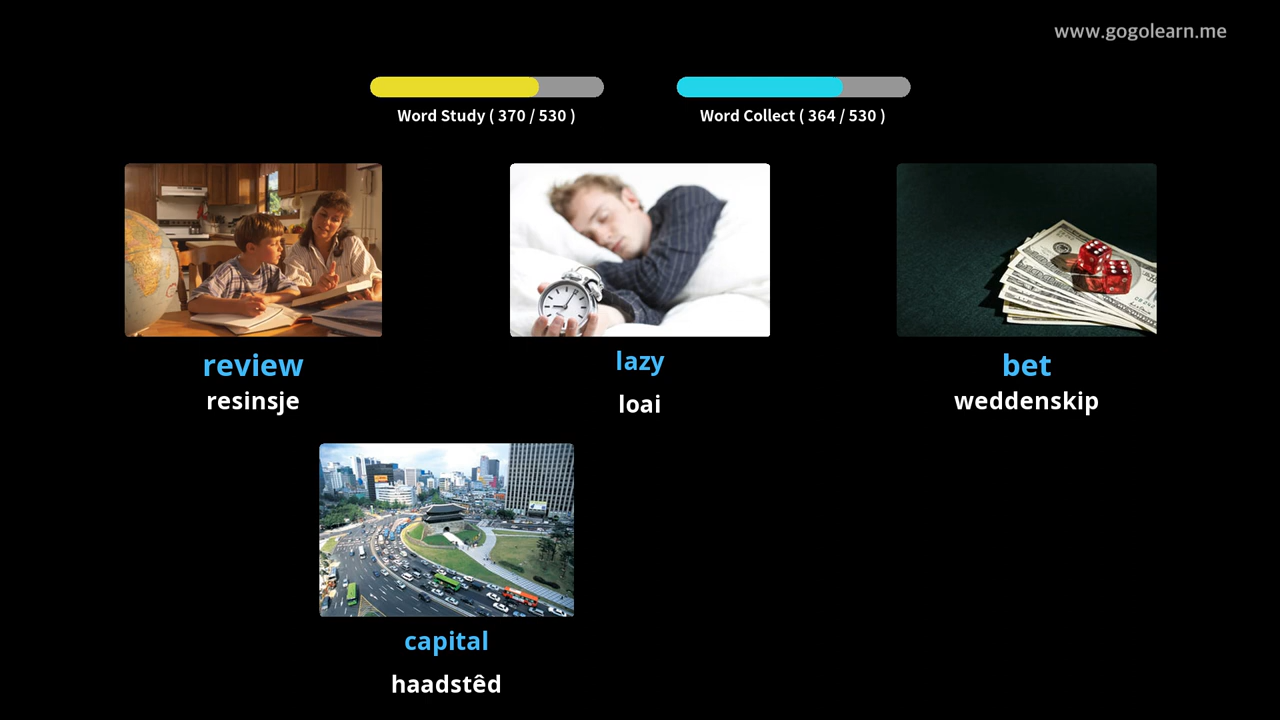 www.gogolearn.me
Word Study ( 370 / 530 )
Word Collect ( 364 / 530 )
review
resinsje
lazy
loai
bet
weddenskip
capital
haadstêd